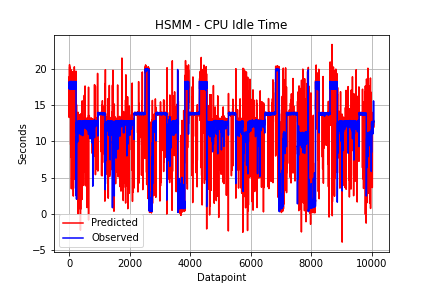 HSMM - CPU Idle Time
Seconds
20
15
10
5
0
−5
Predicted
Observed
0
2000
4000
6000
8000
10000
Datapoint